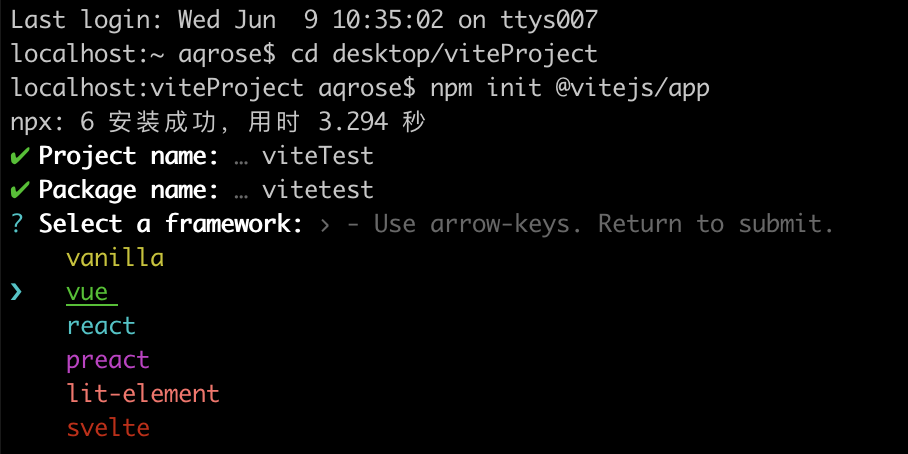 Last login: Wed Jun  9 10:35:02 on ttys007
localhost:~ aqrose$ cd desktop/viteProject
localhost:viteProject aqrose$ npm init @vitejs/app
npx: 6 安装成功，用时 3.294 秒
✔ Project name: … viteTest
✔ Package name: … vitetest
? Select a framework: › - Use arrow-keys. Return to submit.
vanilla
❯   vue
react
preact
lit-element
svelte